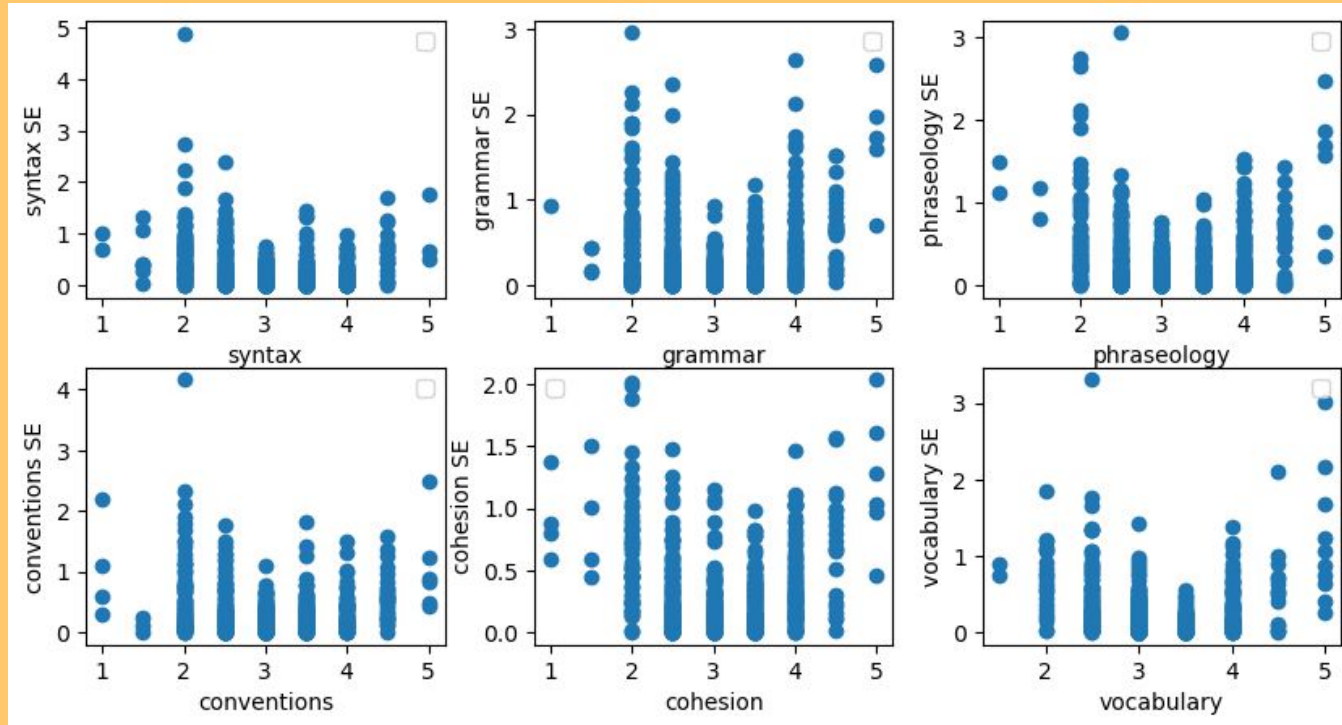 syntax SE
5
4
3
2
1
0
1 2 3 4 5
syntax
grammar SE
3
2
1
0
1 2 3 4 5
grammar
phraseology SE
3
2
1
0
1 2 3 4 5
phraseology
conventions SE
4
3
2
1
0
1 2 3 4 5
conventions
cohesion SE
2.0
1.5
1.0
0.5
0.0
1 2 3 4 5
cohesion
vocabulary SE
3
2
1
0
2 3 4 5
vocabulary